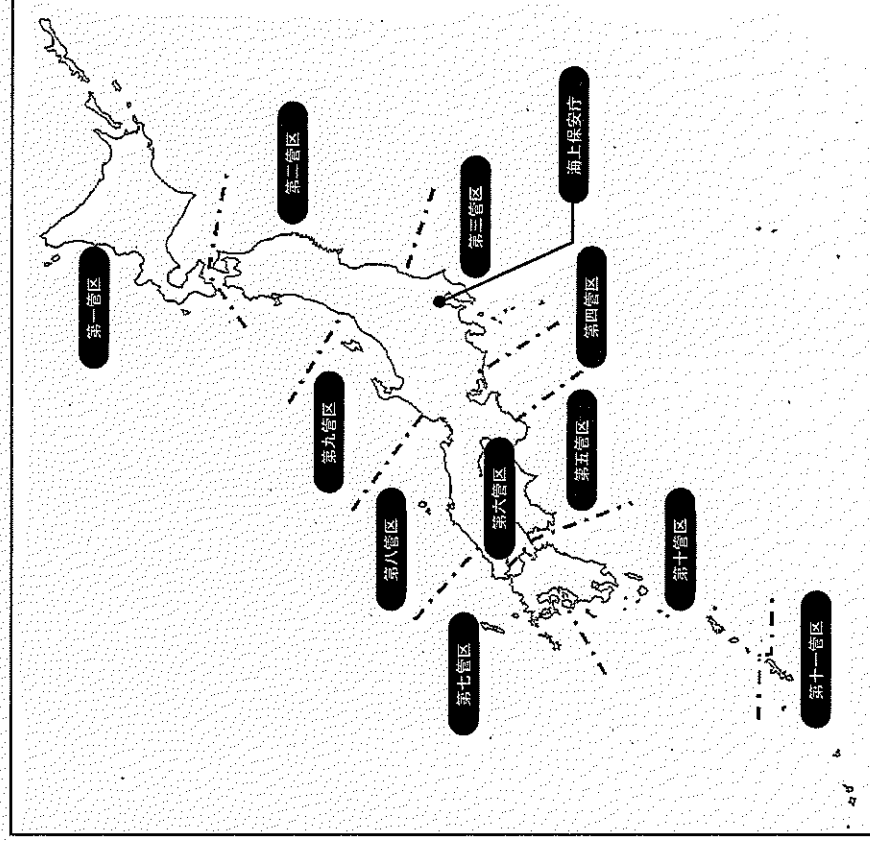 第一管区
第二管区
第三管区
海上保安庁
第四管区
第五管区
第六管区
第七管区
第八管区
第九管区
第十管区
第十一管区